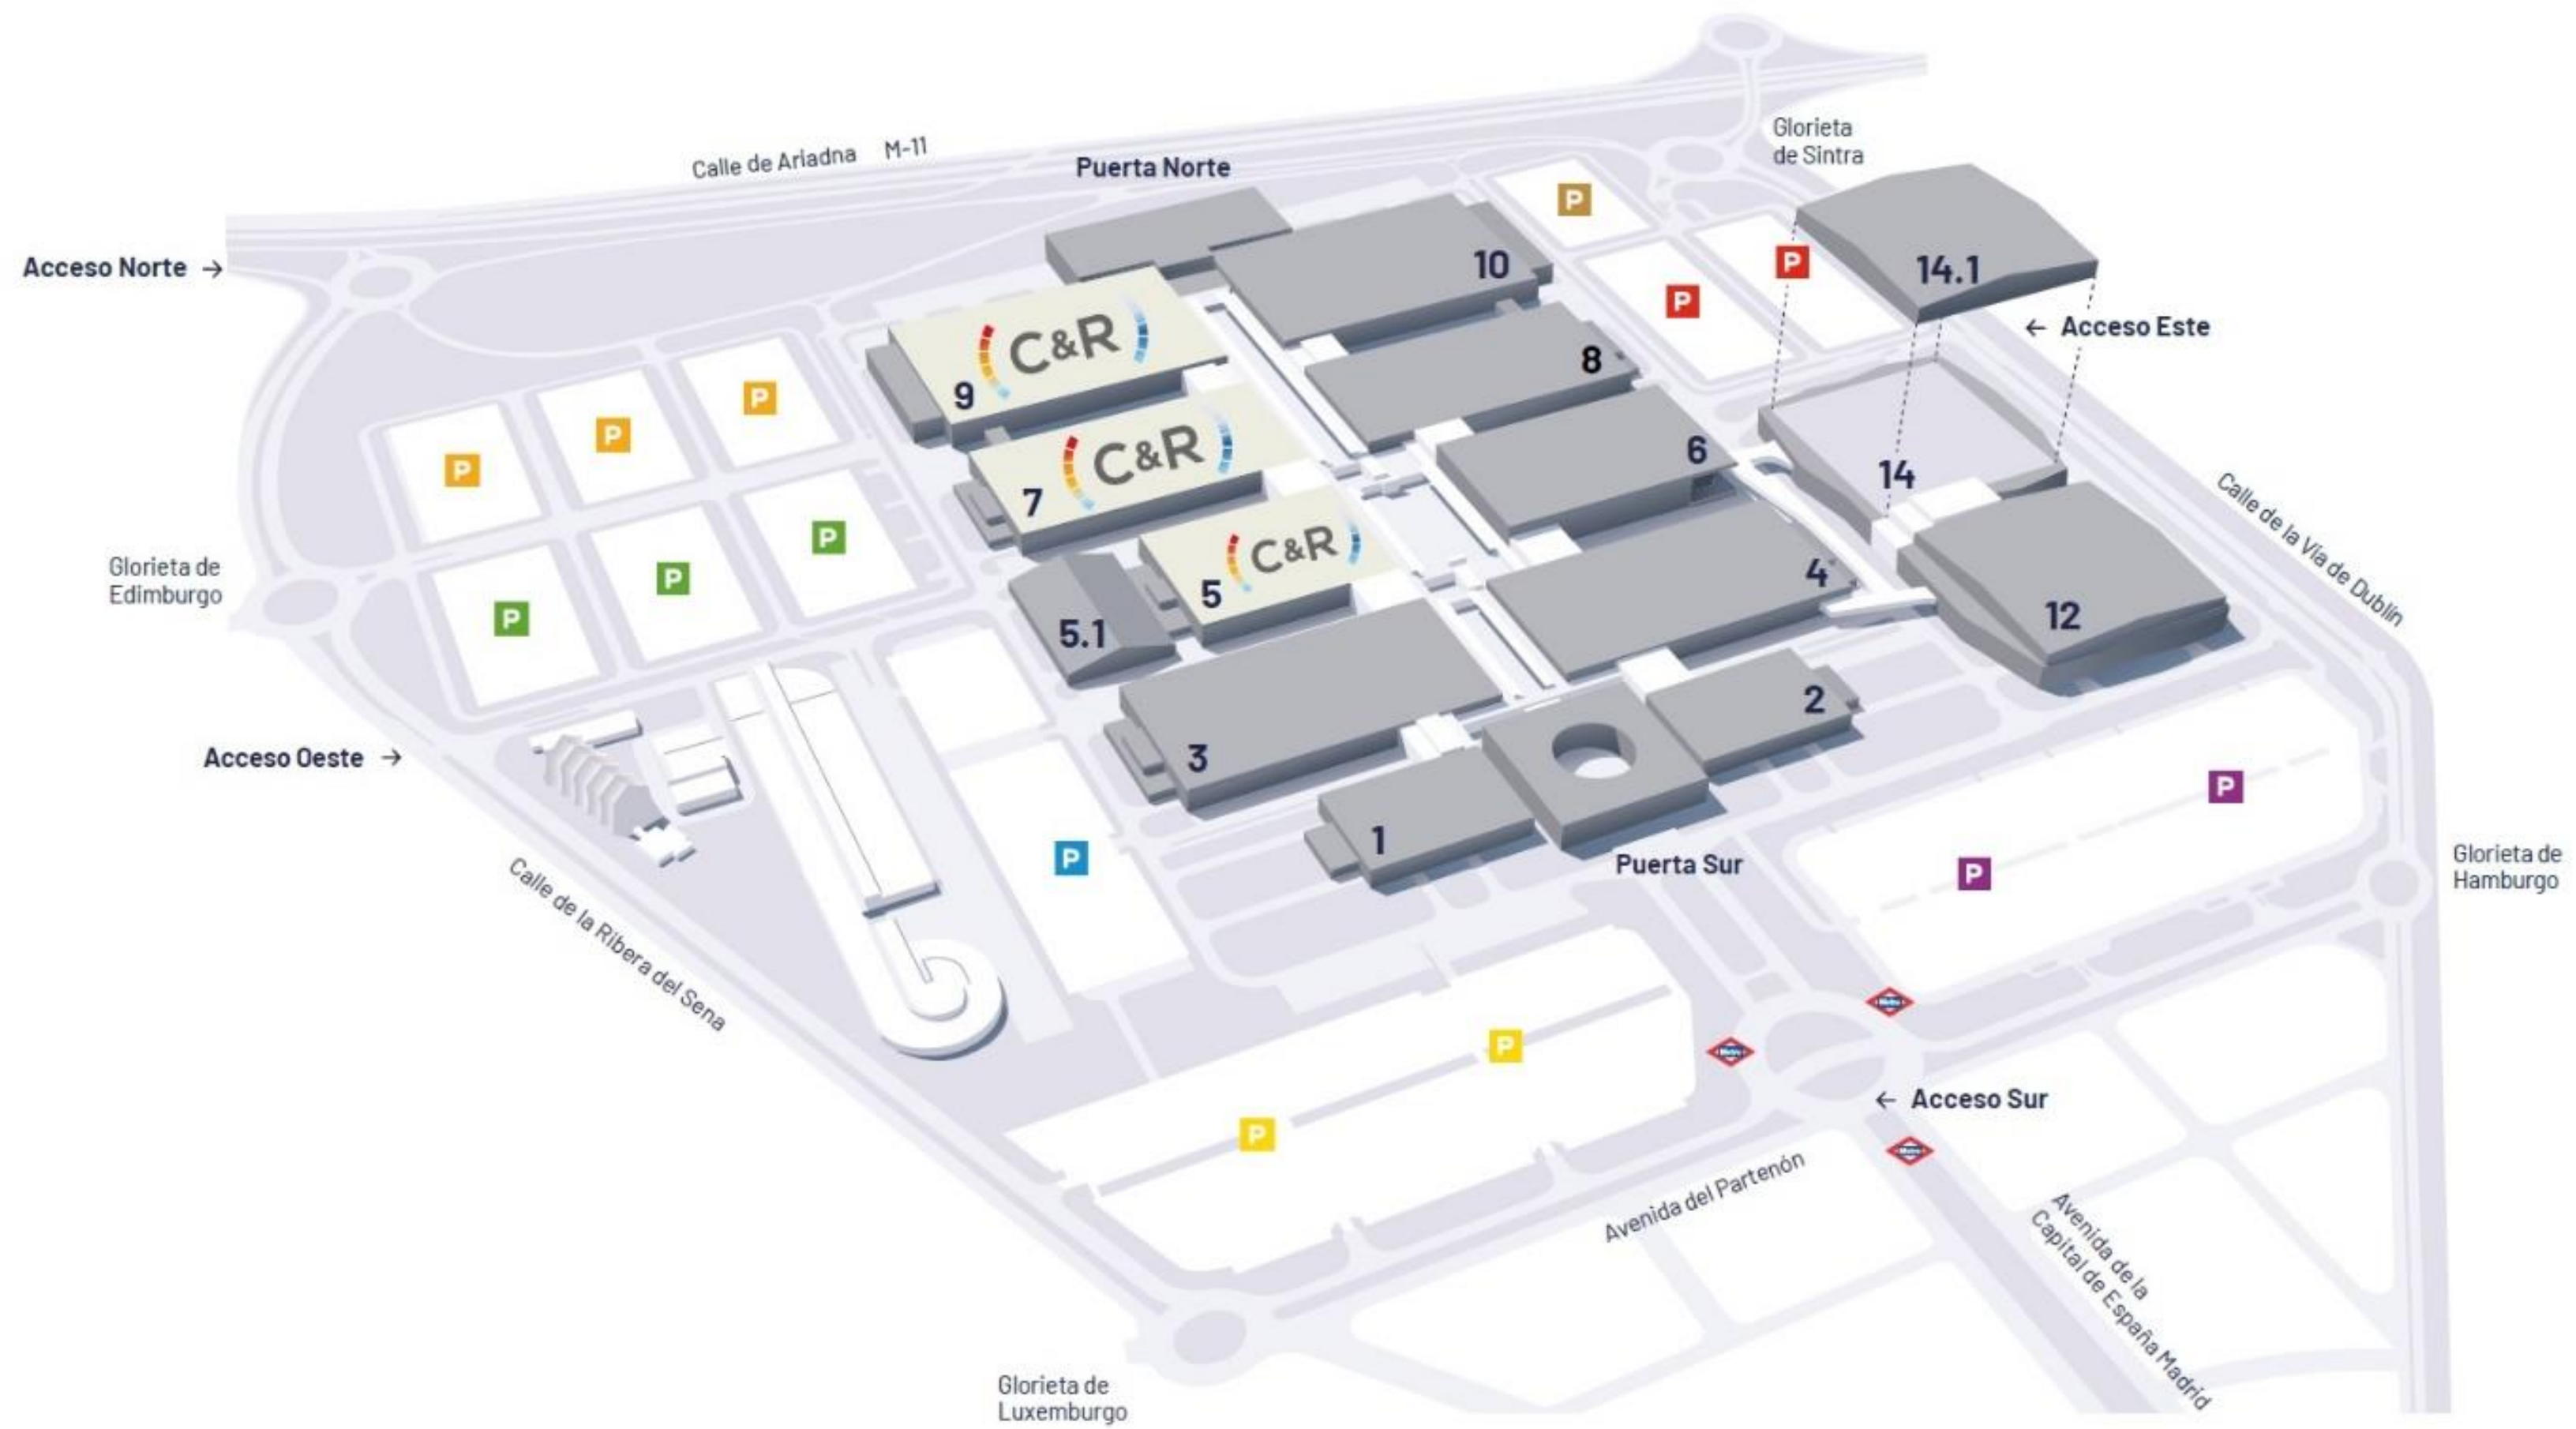 Glorieta
de Sintra
Calle de Ariadna M-11
Puerta Norte
P
10
P
14.1
Acceso Norte →
P
← Acceso Este
C&R
9
8
P
P
P
C&R
7
6
14
Calle de la Vía de Dublín
P
P
P
C&R
5
4
Glorieta de
Edimburgo
5.1
12
2
Acceso Oeste →
3
P
1
P
Puerta Sur
P
Glorieta de
Hamburgo
Calle de la Ribera del Sena
Metro
P
Metro
← Acceso Sur
P
Metro
Avenida del Partenón
Avenida de la
Capital de España Madrid
Glorieta de
Luxemburgo